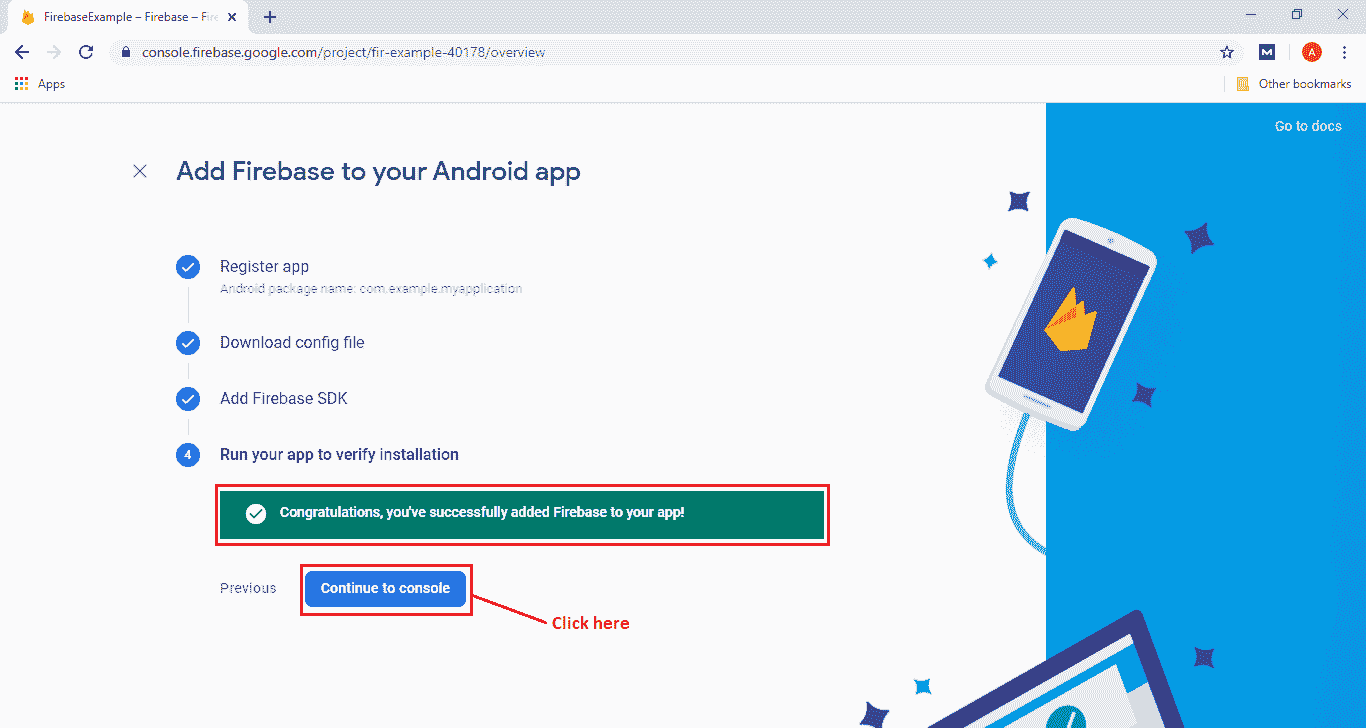 FirebaseExample – Firebase – Fire
console.firebase.google.com/project/fir-example-40178/overview
M
A
Apps
Other bookmarks
Go to docs
Add Firebase to your Android app
Register app
Android package name: com.example.myapplication
Download config file
Add Firebase SDK
4
Run your app to verify installation
Congratulations, you've successfully added Firebase to your app!
Previous
Continue to console
Click here